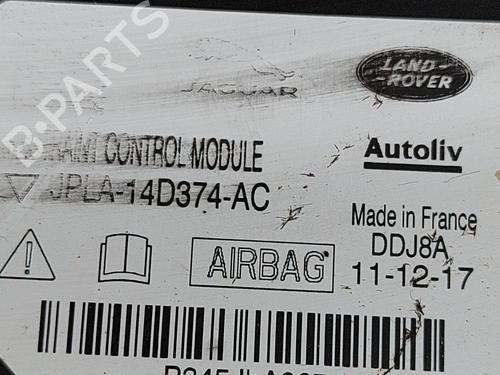 B-PARTS
JAGUAR
LAND-
-ROVER
CONTROL MODULE
Autoliv
JPLA-14D374-AC
Made in France
DDJ8A
11-12-17
AIRBAG